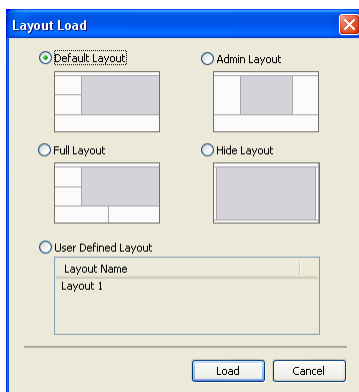 Layout Load
Default Layout
Admin Layout
Full Layout
Hide Layout
User Defined Layout
Layout Name
Layout 1
Load
Cancel